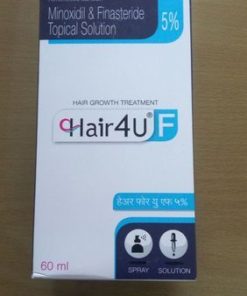 Minoxidil & Finasteride
Topical Solution
5%
HAIR GROWTH TREATMENT
Hair4U® F
हेअर फोर यु एफ ५%
60 ml
SPRAY
SOLUTION